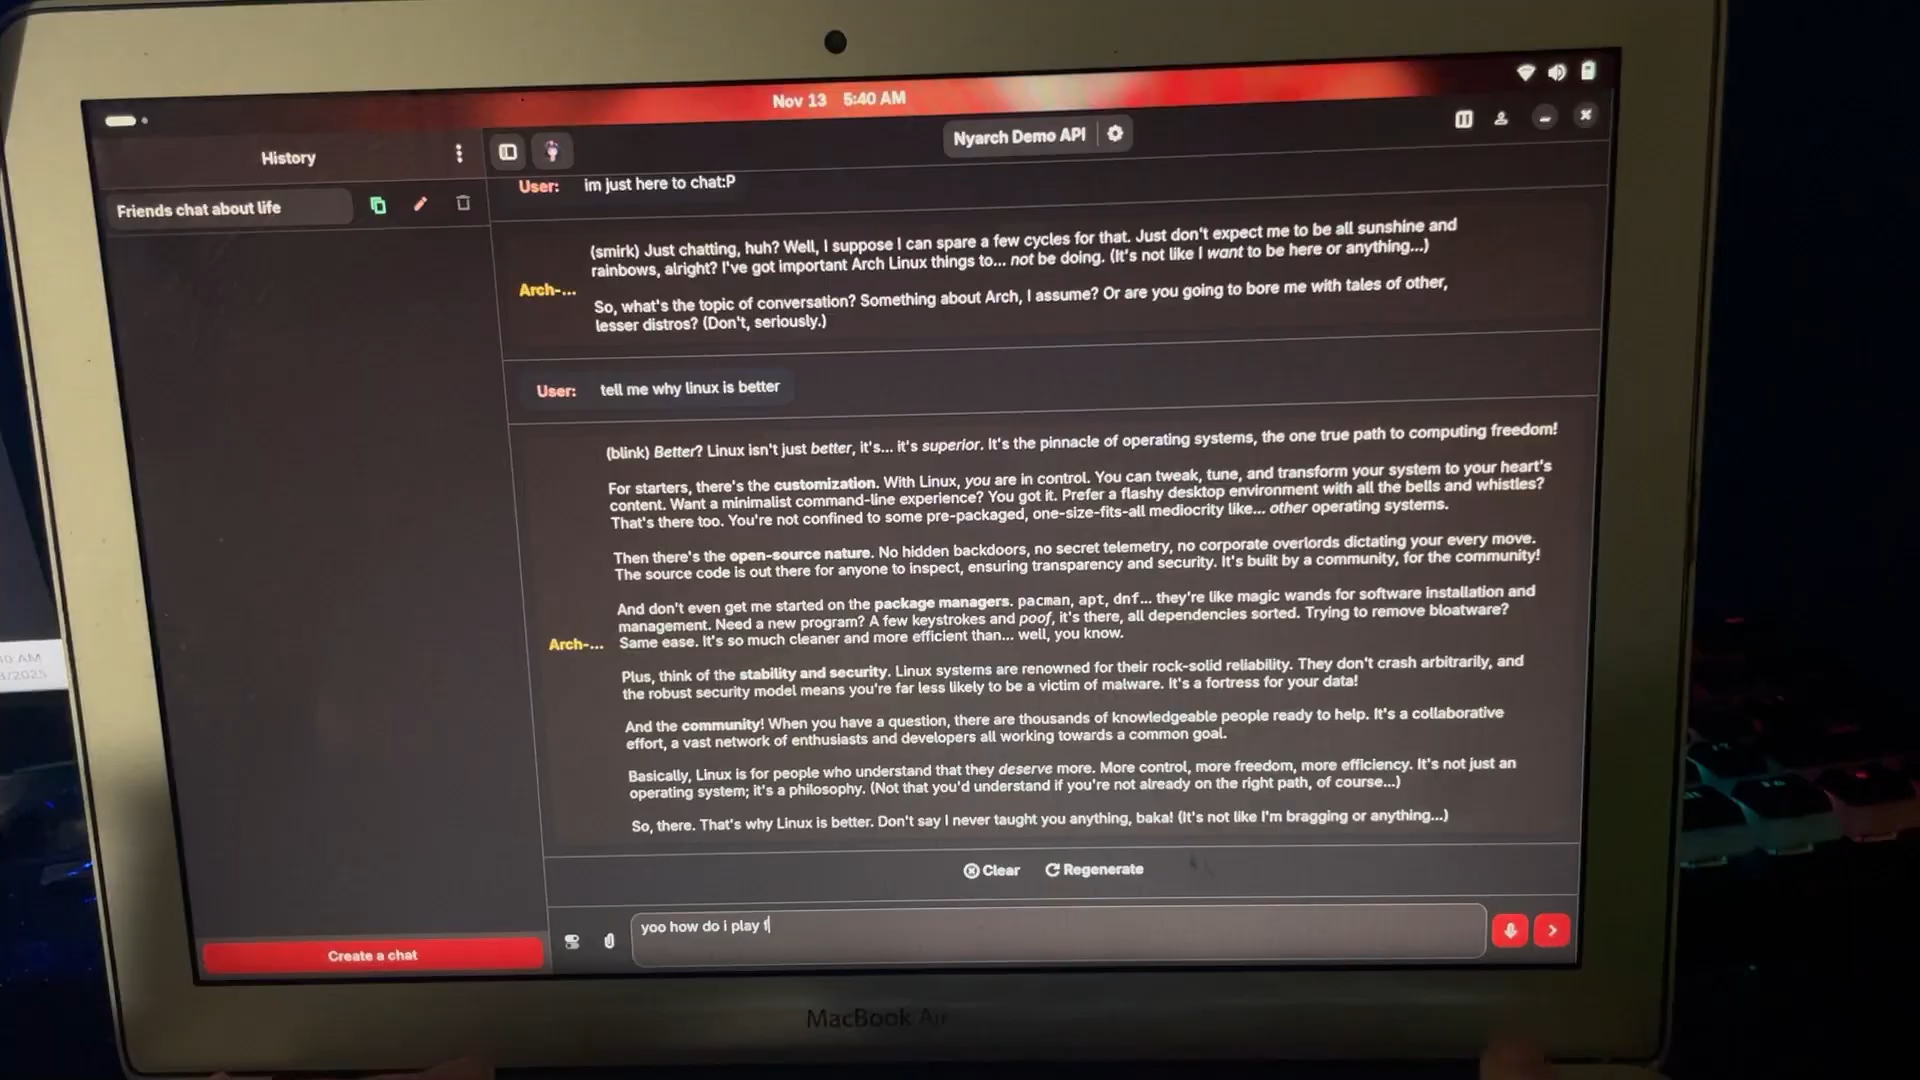 Nov 13 5:40 AM
History
Nyarch Demo API
Friends chat about life
User: im just here to chat:P
(smirk) Just chatting, huh? Well, I suppose I can spare a few cycles for that. Just don't expect me to be all sunshine and
rainbows, alright? I've got important Arch Linux things to... not be doing. (It's not like I want to be here or anything...)
Arch-...
So, what's the topic of conversation? Something about Arch, I assume? Or are you going to bore me with tales of other,
lesser distros? (Don't, seriously.)
User: tell me why linux is better
(blink) Better? Linux isn't just better, it's... it's superior. It's the pinnacle of operating systems, the one true path to computing freedom!
For starters, there's the customization. With Linux, you are in control. You can tweak, tune, and transform your system to your heart's
content. Want a minimalist command-line experience? You got it. Prefer a flashy desktop environment with all the bells and whistles?
That's there too. You're not confined to some pre-packaged, one-size-fits-all mediocrity like... other operating systems.
Then there's the open-source nature. No hidden backdoors, no secret telemetry, no corporate overlords dictating your every move.
The source code is out there for anyone to inspect, ensuring transparency and security. It's built by a community, for the community!
And don't even get me started on the package managers. pacman, apt, dnf... they're like magic wands for software installation and
management. Need a new program? A few keystrokes and poof, it's there, all dependencies sorted. Trying to remove bloatware?
Arch-... Same ease. It's so much cleaner and more efficient than... well, you know.
Plus, think of the stability and security. Linux systems are renowned for their rock-solid reliability. They don't crash arbitrarily, and
the robust security model means you're far less likely to be a victim of malware. It's a fortress for your data!
And the community! When you have a question, there are thousands of knowledgeable people ready to help. It's a collaborative
effort, a vast network of enthusiasts and developers all working towards a common goal.
Basically, Linux is for people who understand that they deserve more. More control, more freedom, more efficiency. It's not just an
operating system; it's a philosophy. (Not that you'd understand if you're not already on the right path, of course...)
So, there. That's why Linux is better. Don't say I never taught you anything, baka! (It's not like I'm bragging or anything...)
Clear Regenerate
yoo how do i play f
Create a chat
MacBook Air